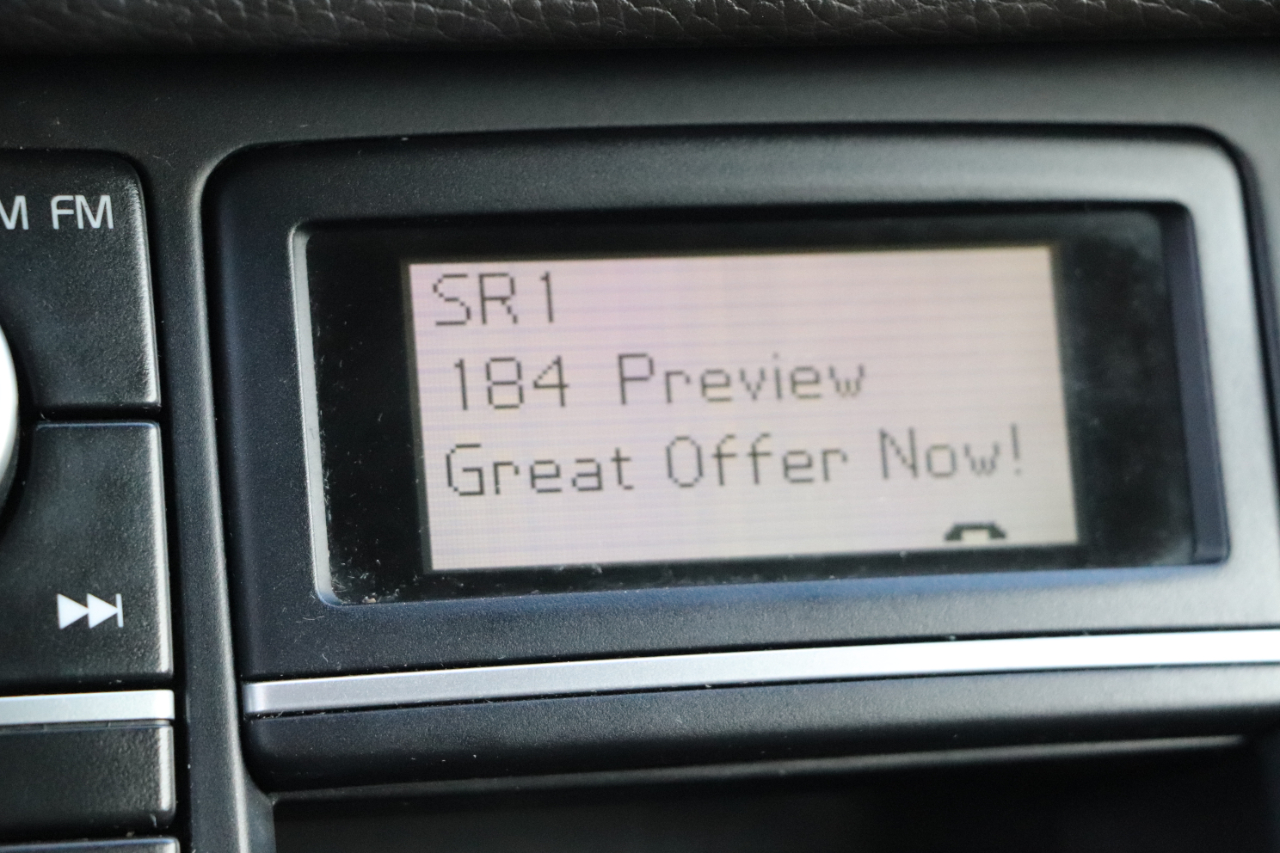 M FM
SR1
184 Preview
Great Offer Now!